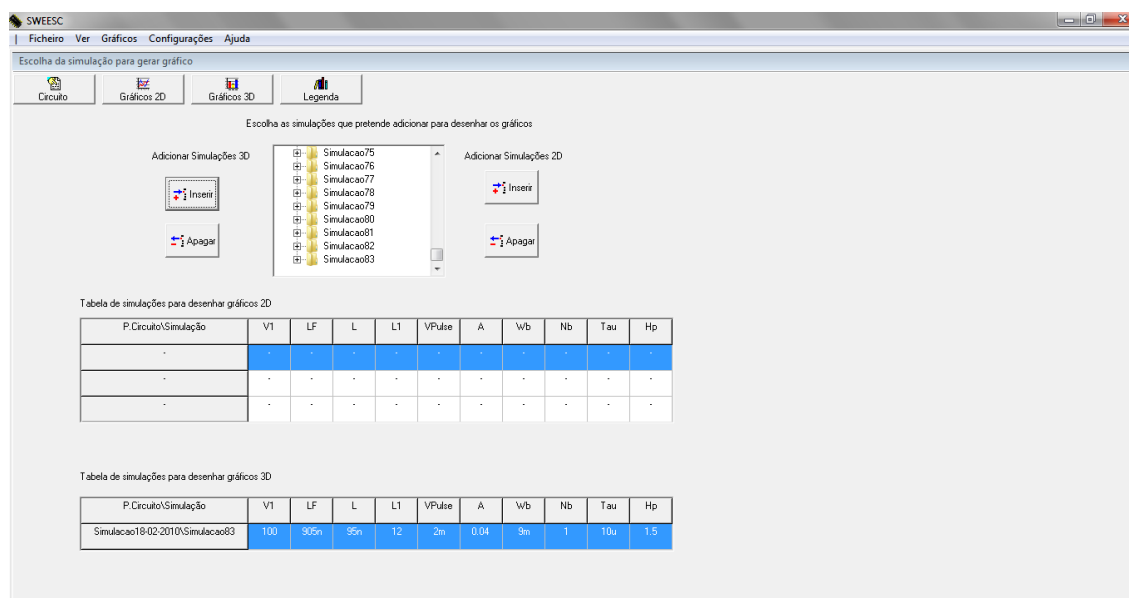 SWEESC
Ficheiro Ver Gráficos Configurações Ajuda
Escolha da simulação para gerar gráfico
Circuito Gráficos 2D Gráficos 3D Legenda
Escolha as simulações que pretende adicionar para desenhar os gráficos
Adicionar Simulações 3D
Inserir
Apagar
Simulacao75
Simulacao76
Simulacao77
Simulacao78
Simulacao79
Simulacao80
Simulacao81
Simulacao82
Simulacao83
Adicionar Simulações 2D
Inserir
Apagar
Tabela de simulações para desenhar gráficos 2D
P.Circuito\Simulação V1 LF L L1 VPulse A Wb Nb Tau Hp
- - - - - - - - - - -
- - - - - - - - - - -
- - - - - - - - - - -
Tabela de simulações para desenhar gráficos 3D
P.Circuito\Simulação V1 LF L L1 VPulse A Wb Nb Tau Hp
Simulacao18-02-2010\Simulacao83 100 905n 95n 12 2m 0.04 9m 1 10u 1.5